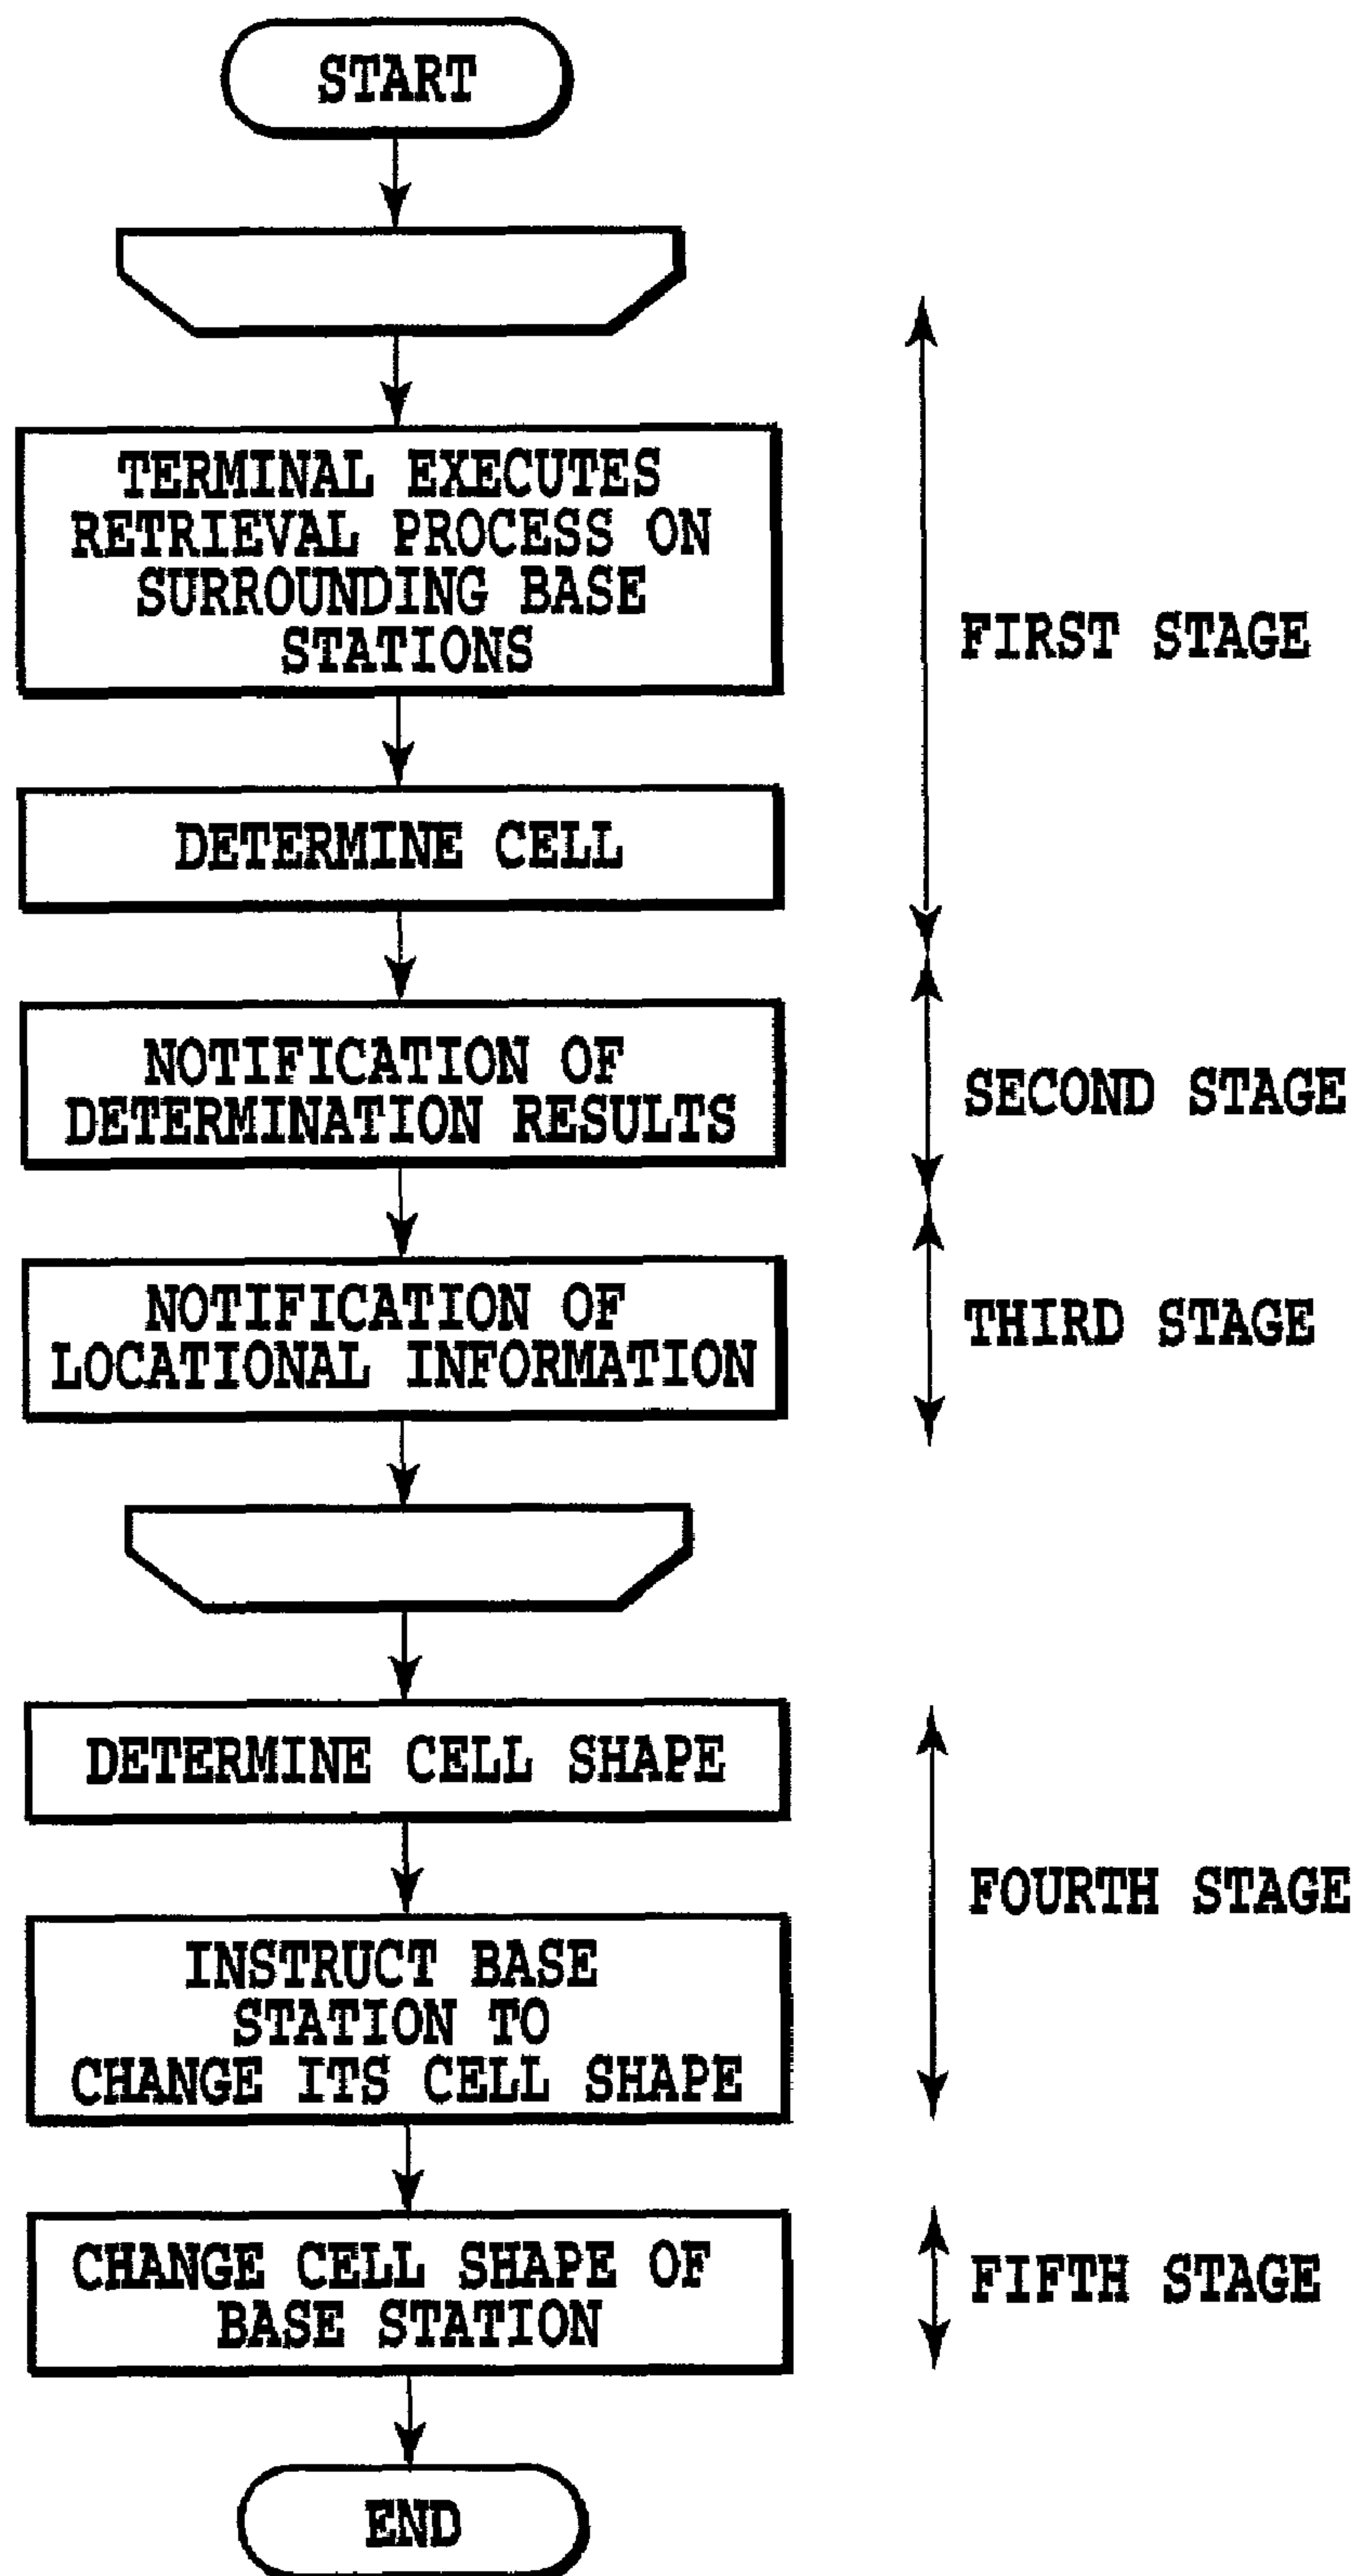 START
TERMINAL EXECUTES
RETRIEVAL PROCESS ON
SURROUNDING BASE
STATIONS
FIRST STAGE
DETERMINE CELL
NOTIFICATION OF
DETERMINATION RESULTS
SECOND STAGE
NOTIFICATION OF
LOCATIONAL INFORMATION
THIRD STAGE
DETERMINE CELL SHAPE
FOURTH STAGE
INSTRUCT BASE
STATION TO
CHANGE ITS CELL SHAPE
CHANGE CELL SHAPE OF
BASE STATION
FIFTH STAGE
END